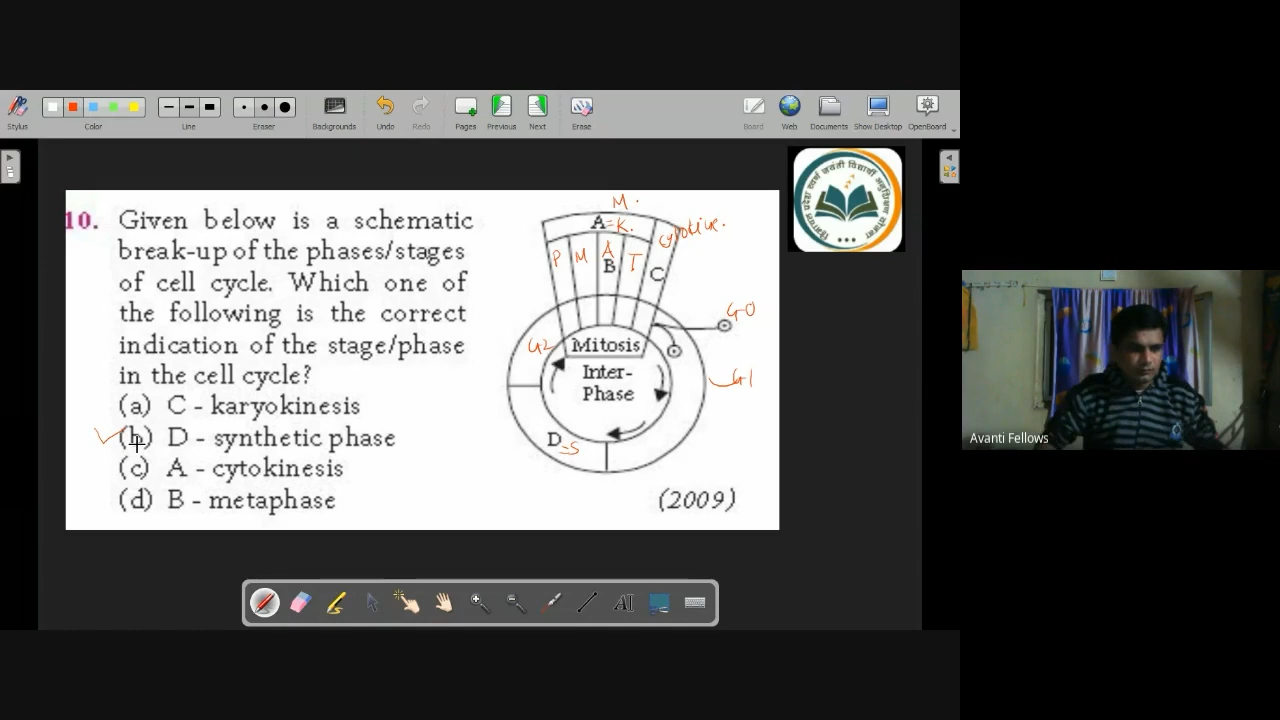 Stylus
Color
Line
Eraser
Backgrounds
Undo
Redo
Pages
Previous
Next
Erase
Board
Web
Documents
Show Desktop
OpenBoard
10. Given below is a schematic
break-up of the phases/stages
of cell cycle. Which one of
the following is the correct
indication of the stage/phase
in the cell cycle?
(a) C - karyokinesis
(b) D - synthetic phase
(c) A - cytokinesis
(d) B - metaphase
M.
A=K.
P
M
A
T
B
C
G0
G2
Mitosis
Inter-
Phase
G1
D=S
(2009)
Avanti Fellows
AI